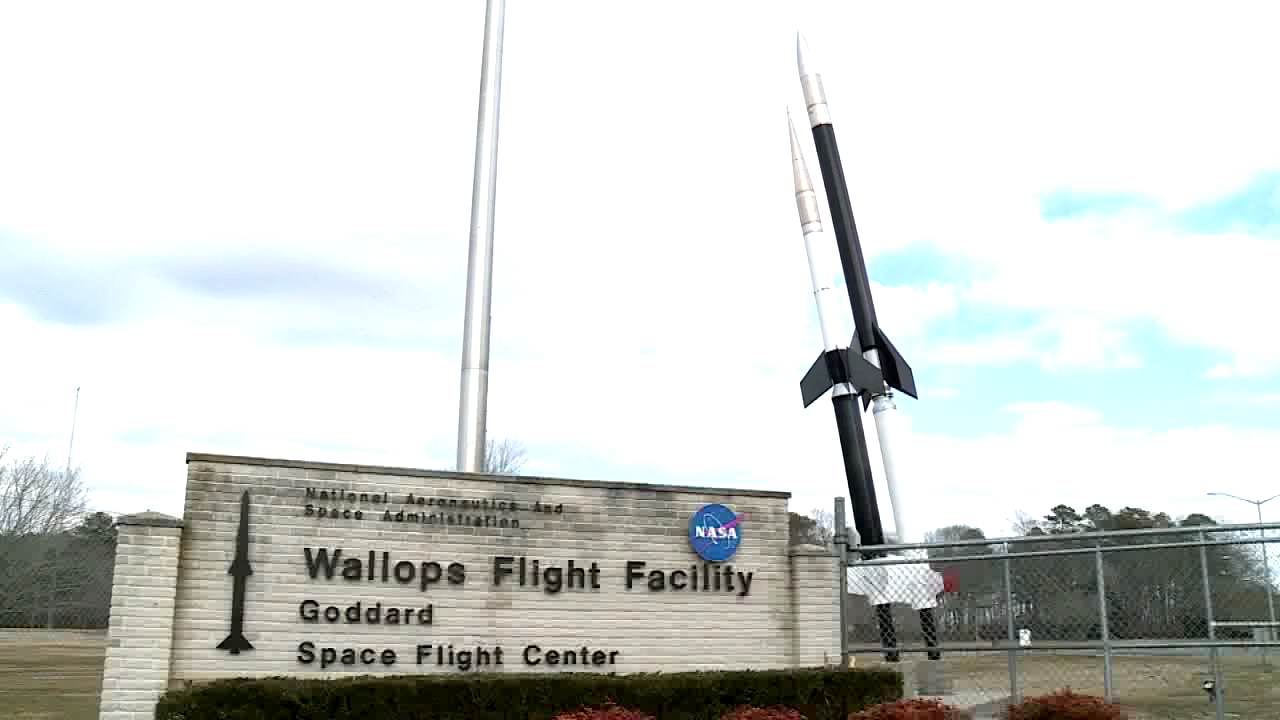 National Aeronautics And
Space Administration
NASA
Wallops Flight Facility
Goddard
Space Flight Center